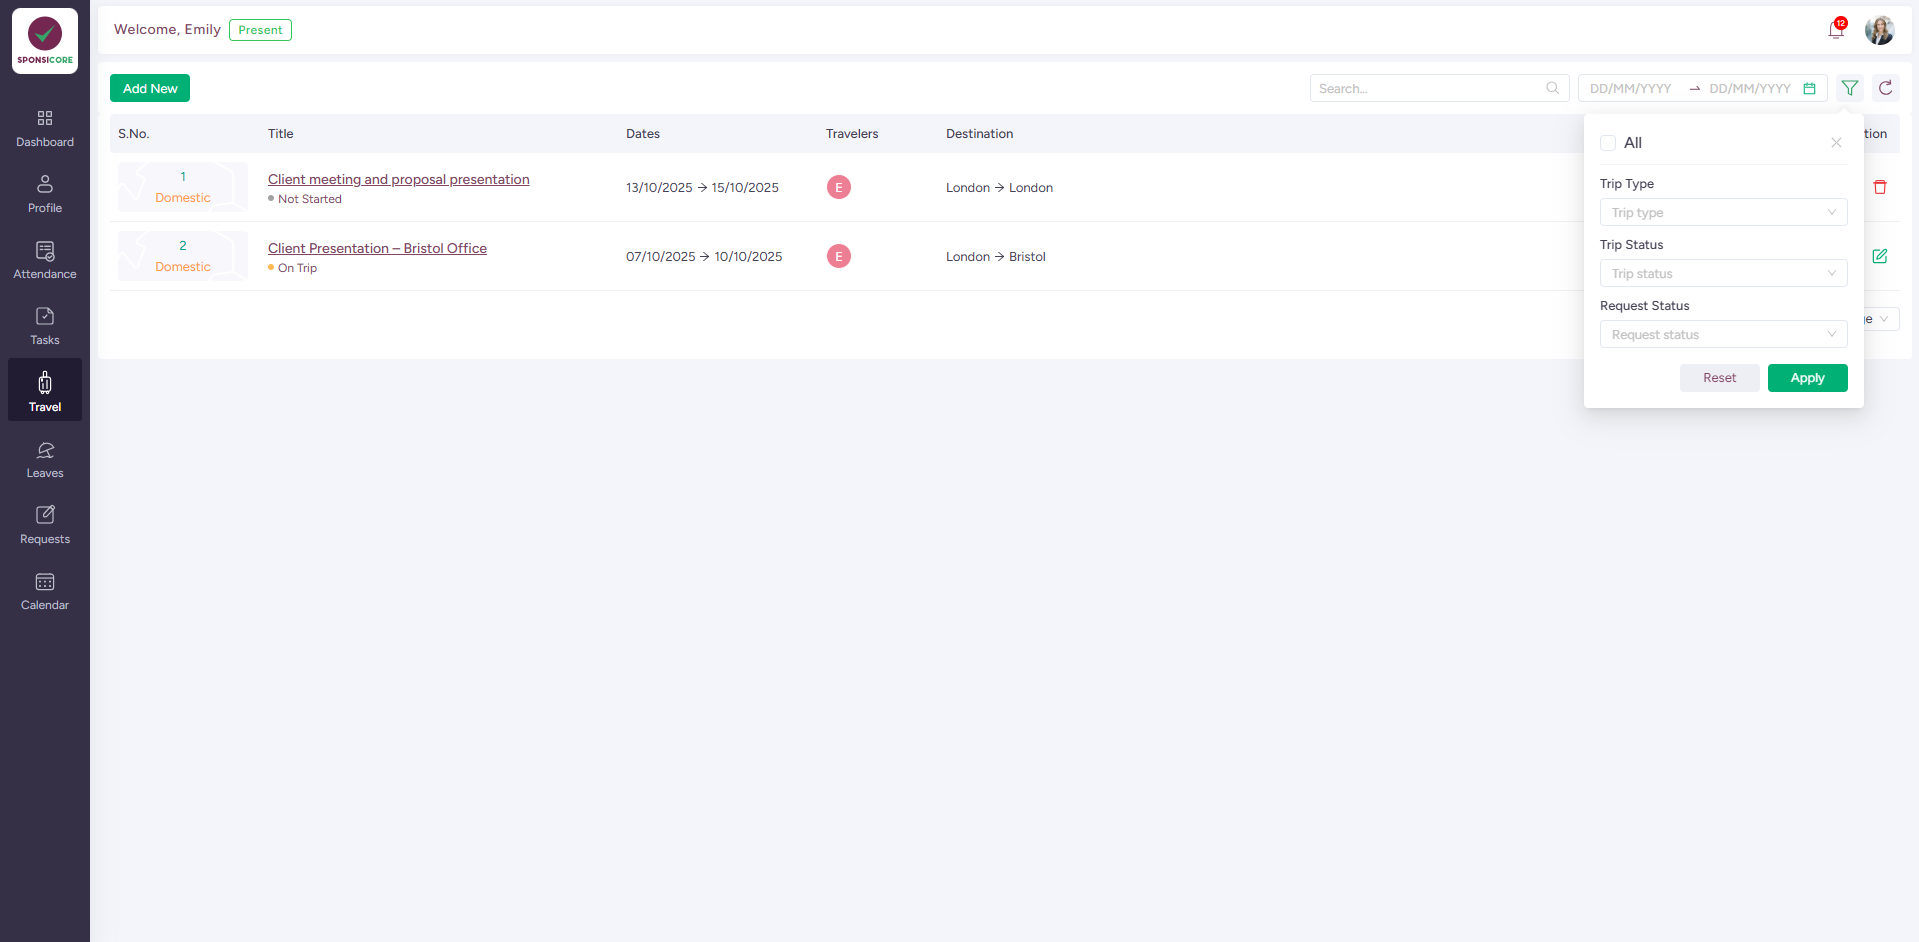 SPONSICORE
Dashboard
Profile
Attendance
Tasks
Travel
Leaves
Requests
Calendar
Welcome, Emily Present
12
Add New
Search...
DD/MM/YYYY → DD/MM/YYYY
S.No. Title Dates Travelers Destination tion
1
Domestic
Client meeting and proposal presentation
Not Started
13/10/2025 → 15/10/2025
E
London → London
2
Domestic
Client Presentation – Bristol Office
On Trip
07/10/2025 → 10/10/2025
E
London → Bristol
ge
All
Trip Type
Trip type
Trip Status
Trip status
Request Status
Request status
Reset Apply